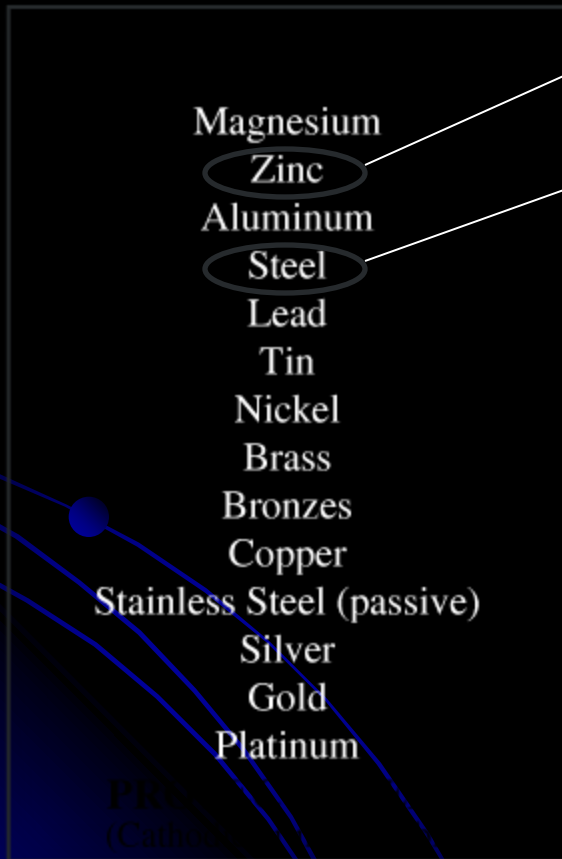 Magnesium
Zinc
Aluminum
Steel
Lead
Tin
Nickel
Brass
Bronzes
Copper
Stainless Steel (passive)
Silver
Gold
Platinum